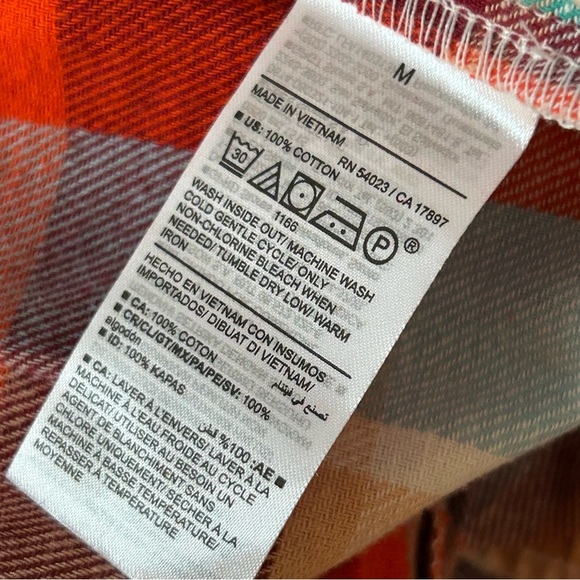 M
MADE IN VIETNAM
RN 54023 / CA 17897
■ US: 100% COTTON
30
P ®
1166
WASH INSIDE OUT/ MACHINE WASH
COLD GENTLE CYCLE/ ONLY
NON-CHLORINE BLEACH WHEN
NEEDED/ TUMBLE DRY LOW/ WARM
IRON
HECHO EN VIETNAM CON INSUMOS
IMPORTADOS/ DIBUAT DI VIETNAM/
تصنع في فيتنام
■ CA: 100% COTON
■ CR/CL/GT/MX/PA/PE/SV: 100%
algodón
■ ID: 100% KAPAS
■ AE: 100% قطن
■ CA: LAVER À L'ENVERS/ LAVER À LA
MACHINE À L'EAU FROIDE AU CYCLE
DÉLICAT/ UTILISER AU BESOIN UN
AGENT DE BLANCHIMENT SANS
CHLORE UNIQUEMENT/ SÉCHER À LA
MACHINE À BASSE TEMPÉRATURE/
REPASSER À TEMPÉRATURE
MOYENNE